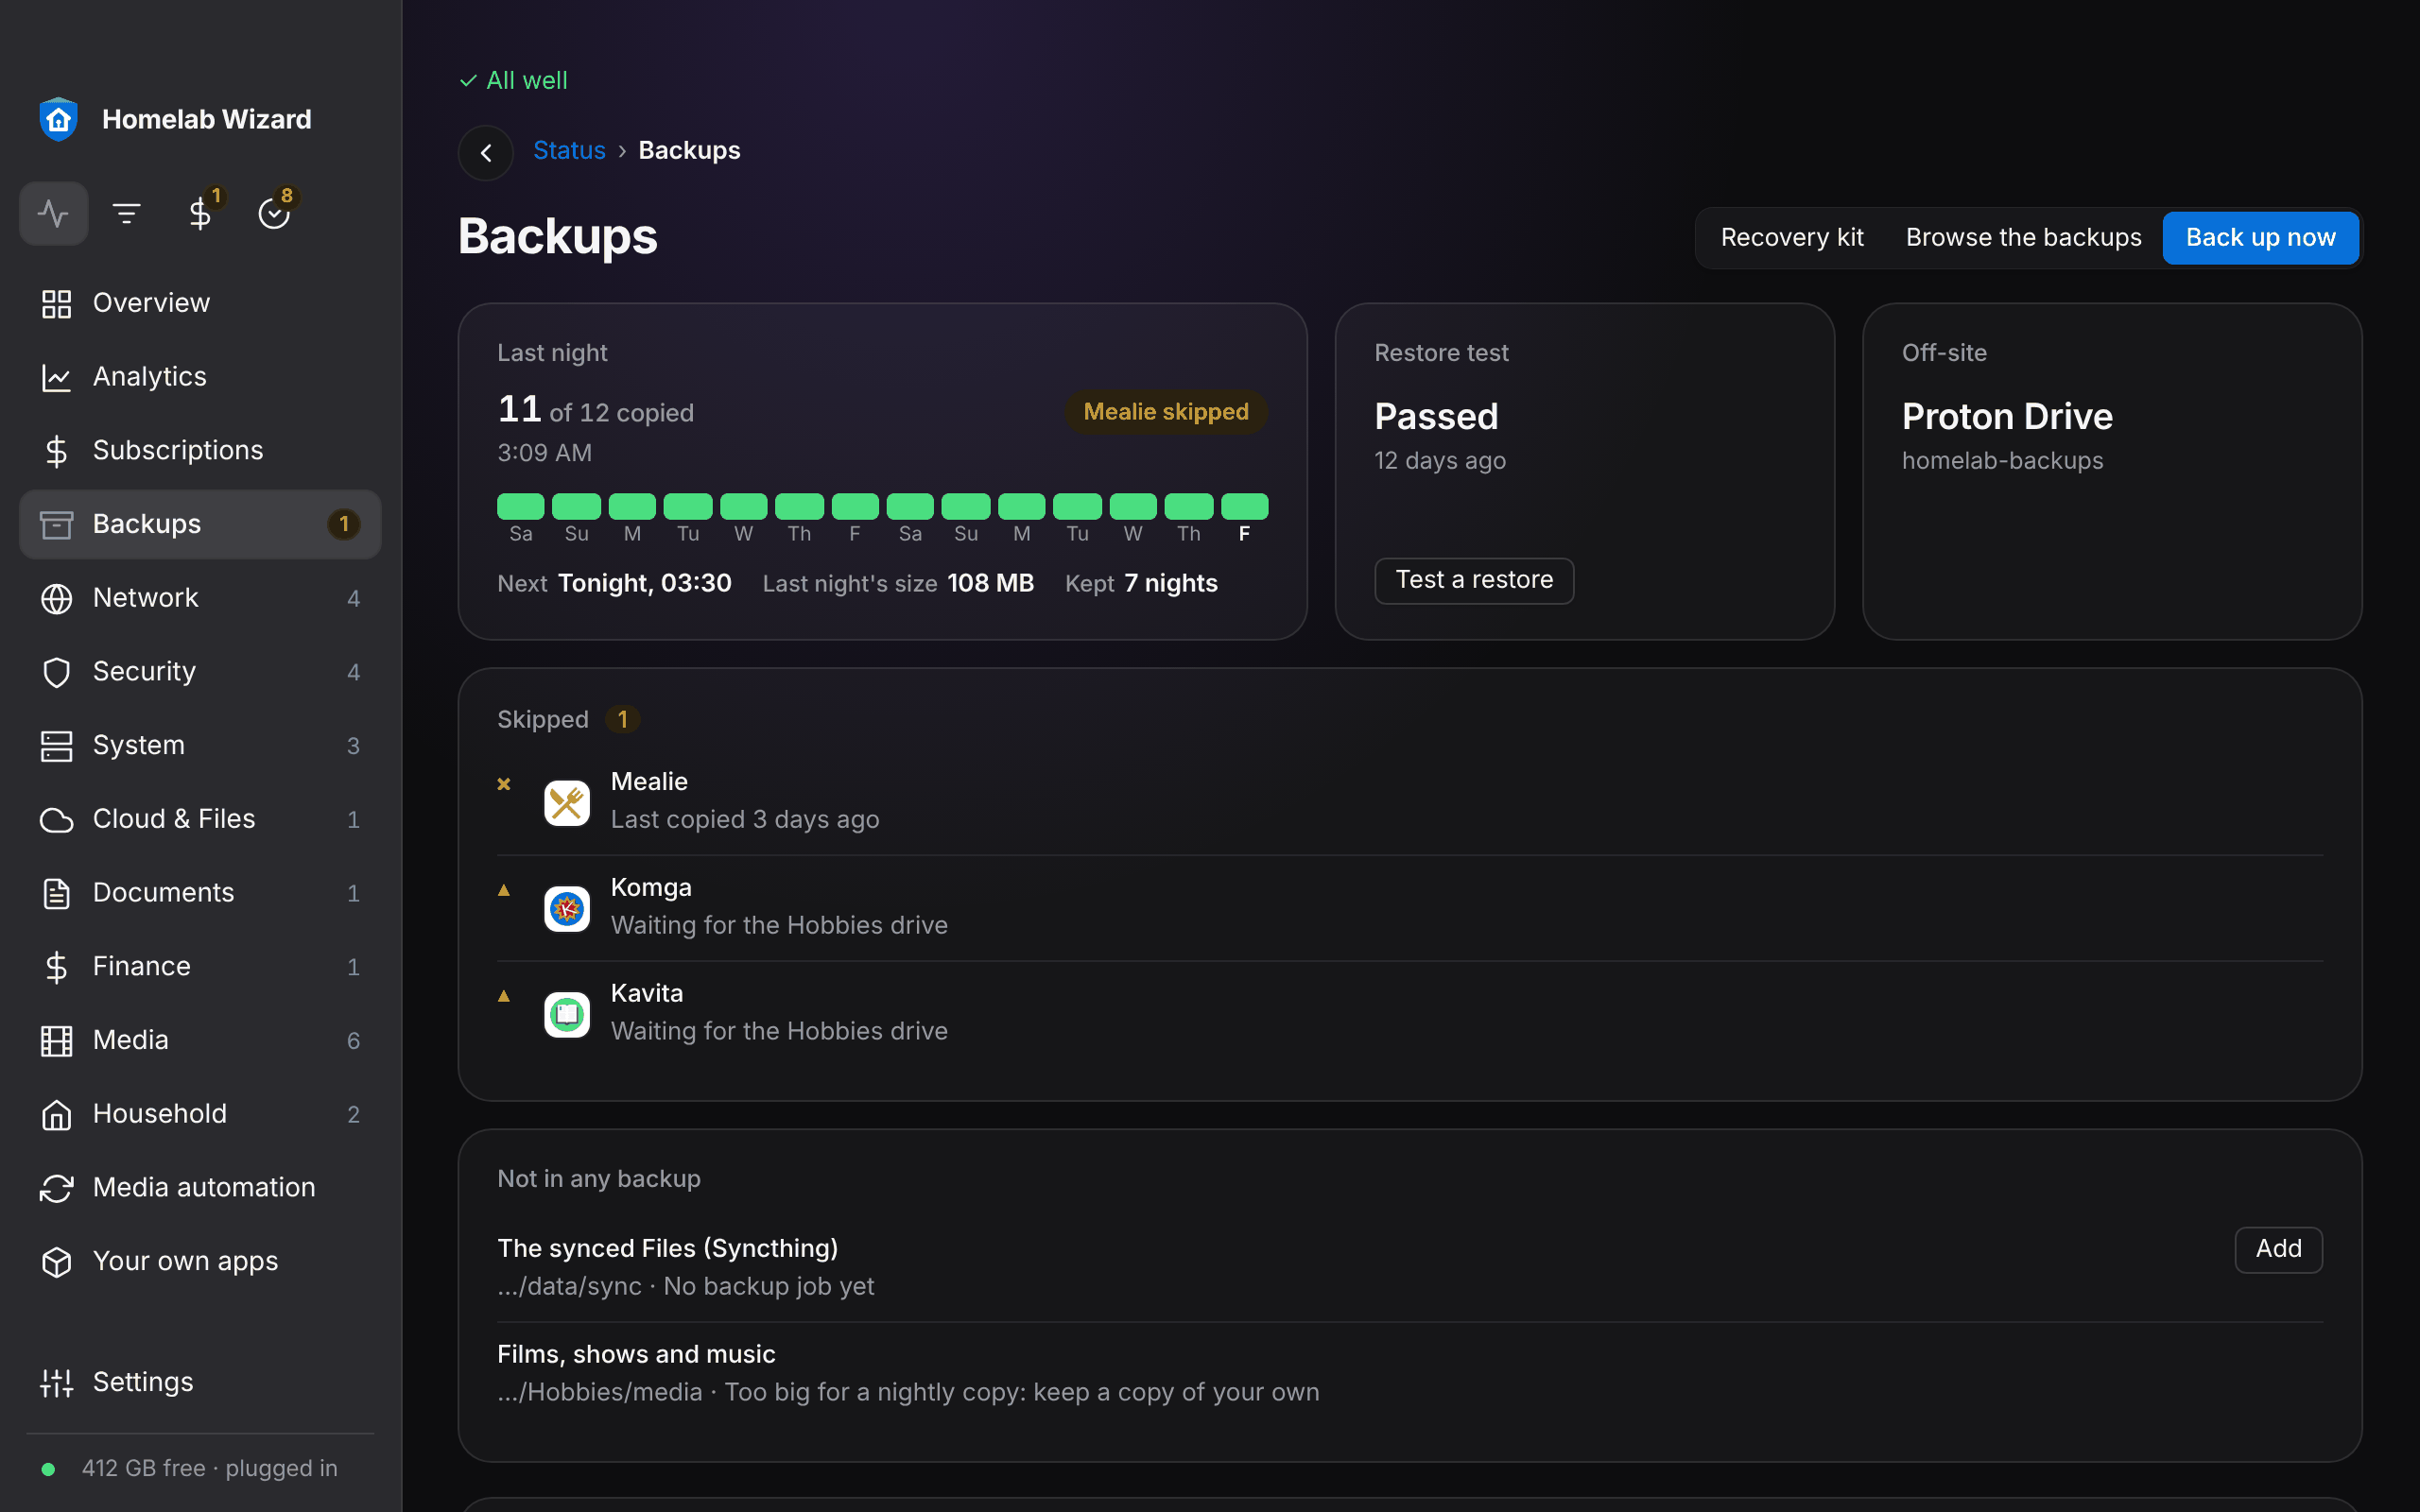 Homelab Wizard
1
8
Overview
Analytics
Subscriptions
Backups 1
Network 4
Security 4
System 3
Cloud & Files 1
Documents 1
Finance 1
Media 6
Household 2
Media automation
Your own apps
Settings
412 GB free · plugged in
All well
Status › Backups
Backups
Recovery kit Browse the backups Back up now
Last night
11 of 12 copied Mealie skipped
3:09 AM
Sa Su M Tu W Th F Sa Su M Tu W Th F
Next Tonight, 03:30 Last night's size 108 MB Kept 7 nights
Restore test
Passed
12 days ago
Test a restore
Off-site
Proton Drive
homelab-backups
Skipped 1
Mealie
Last copied 3 days ago
Komga
Waiting for the Hobbies drive
Kavita
Waiting for the Hobbies drive
Not in any backup
The synced Files (Syncthing)
.../data/sync · No backup job yet
Add
Films, shows and music
.../Hobbies/media · Too big for a nightly copy: keep a copy of your own